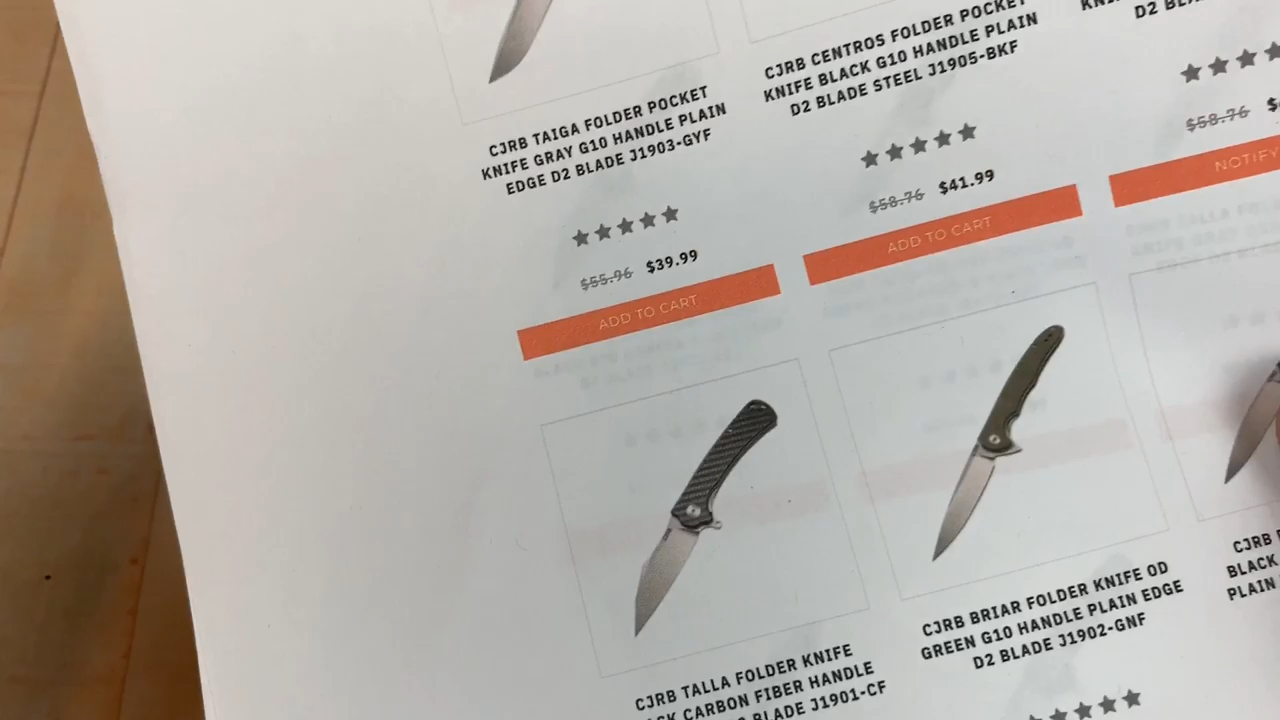 CJRB TAIGA FOLDER POCKET
KNIFE GRAY G10 HANDLE PLAIN
EDGE D2 BLADE J1903-GYF
$55.96 $39.99
ADD TO CART
CJRB CENTROS FOLDER POCKET
KNIFE BLACK G10 HANDLE PLAIN
D2 BLADE STEEL J1905-BKF
$58.76 $41.99
ADD TO CART
D2
$58.76
NOTIFY
CJRB TALLA FOLDER KNIFE
CARBON FIBER HANDLE
BLADE J1901-CF
CJRB BRIAR FOLDER KNIFE OD
GREEN G10 HANDLE PLAIN EDGE
D2 BLADE J1902-GNF
CJRB
BLACK
PLAIN